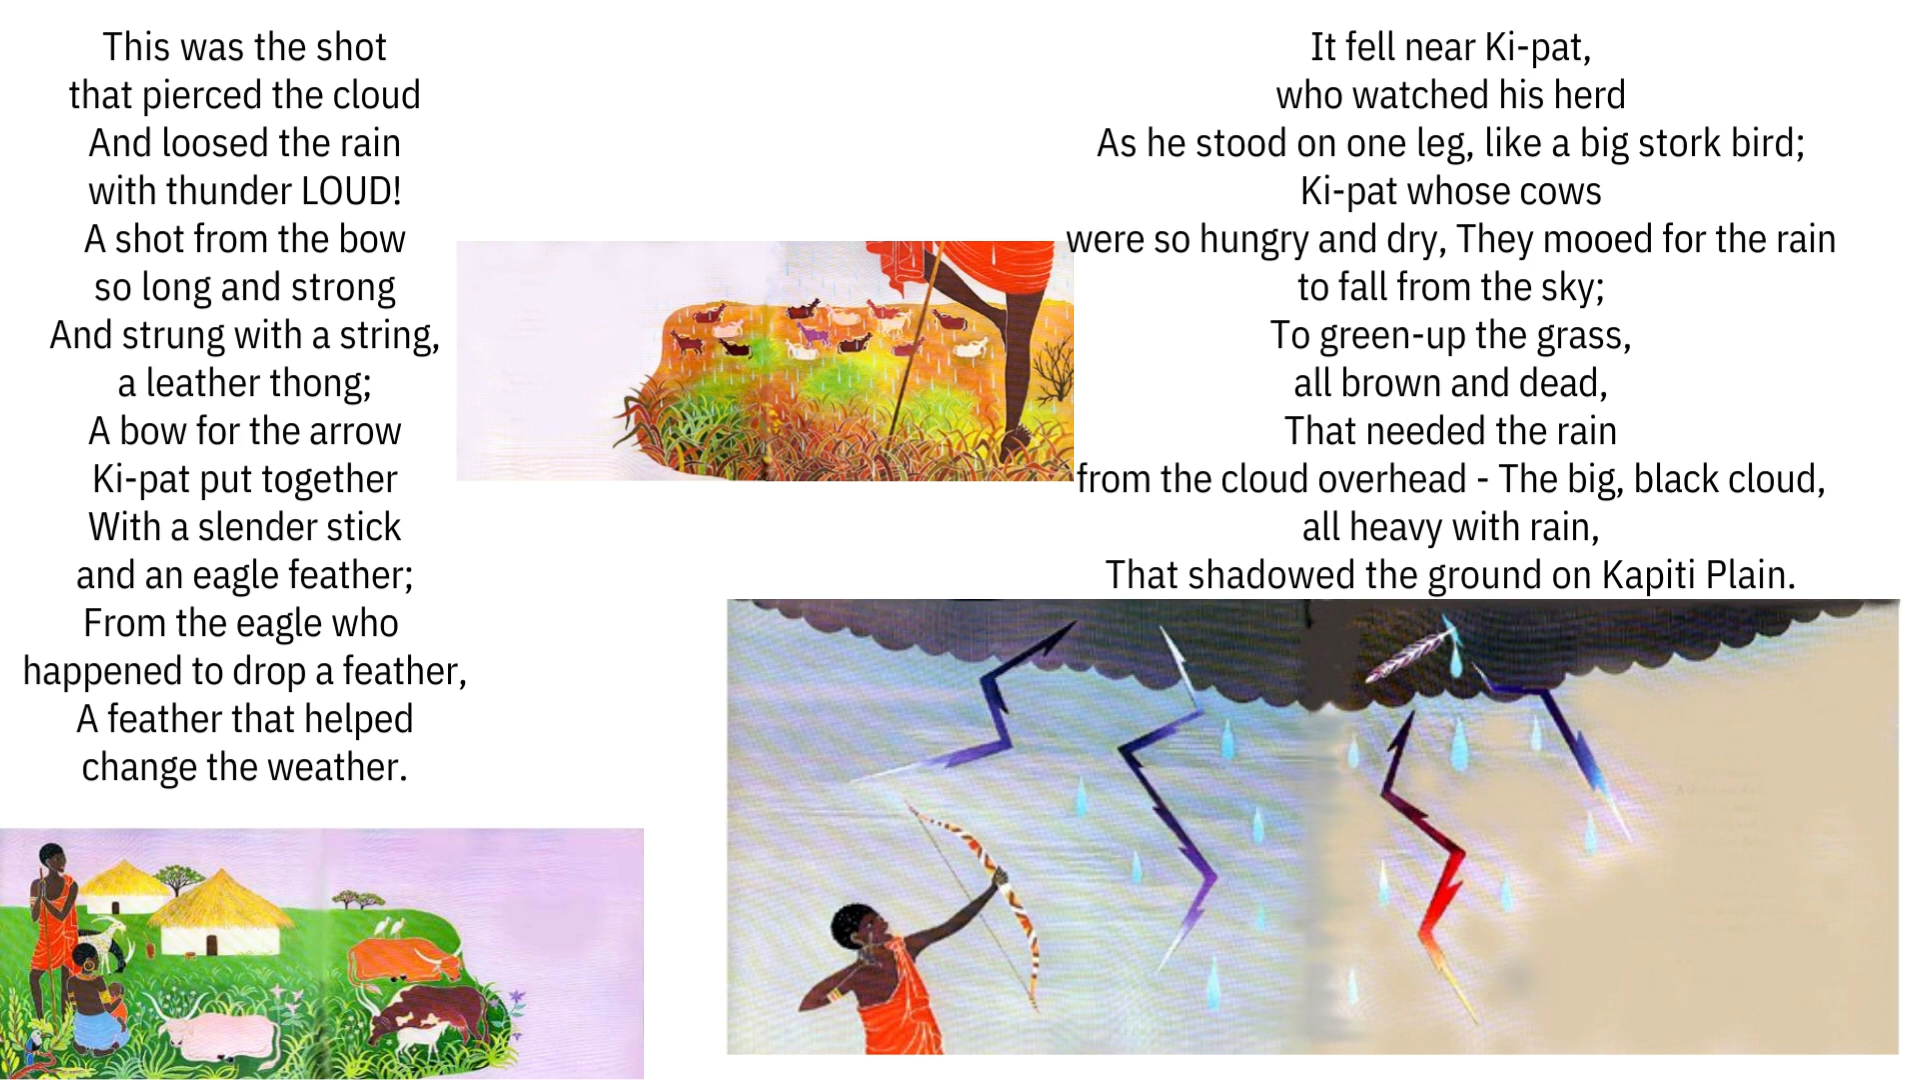 This was the shot
that pierced the cloud
And loosed the rain
with thunder LOUD!
A shot from the bow
so long and strong
And strung with a string,
a leather thong;
A bow for the arrow
Ki-pat put together
With a slender stick
and an eagle feather;
From the eagle who
happened to drop a feather,
A feather that helped
change the weather.
It fell near Ki-pat,
who watched his herd
As he stood on one leg, like a big stork bird;
Ki-pat whose cows
were so hungry and dry, They mooed for the rain
to fall from the sky;
To green-up the grass,
all brown and dead,
That needed the rain
from the cloud overhead - The big, black cloud,
all heavy with rain,
That shadowed the ground on Kapiti Plain.